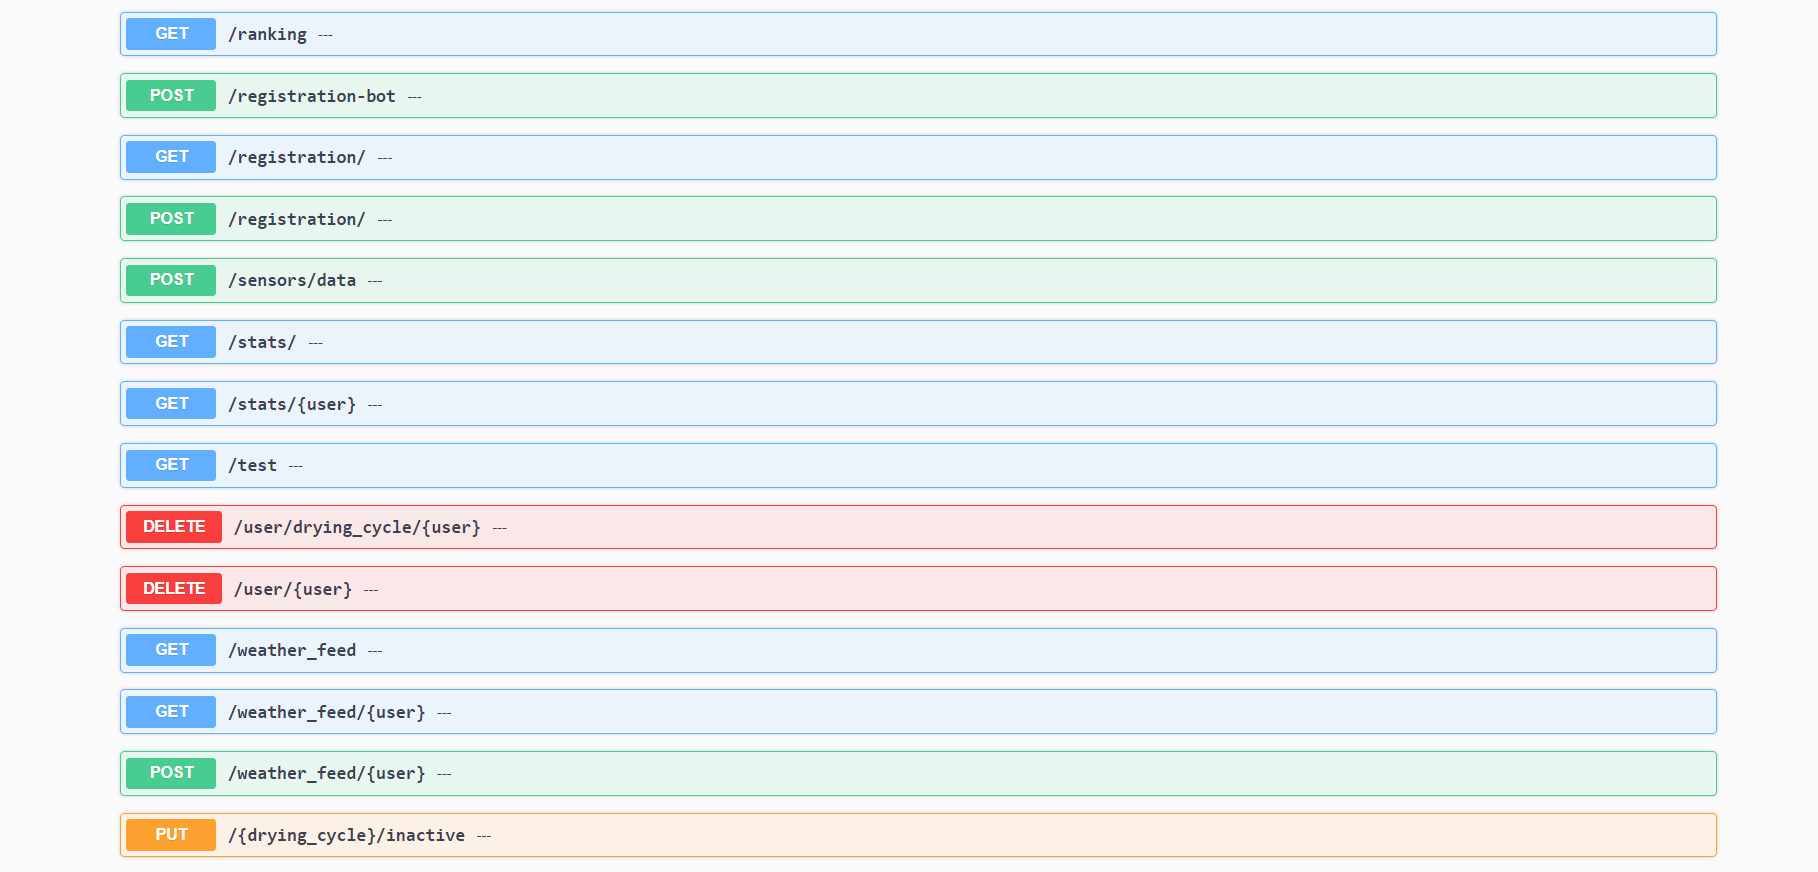 GET /ranking ---
POST /registration-bot ---
GET /registration/ ---
POST /registration/ ---
POST /sensors/data ---
GET /stats/ ---
GET /stats/{user} ---
GET /test ---
DELETE /user/drying_cycle/{user} ---
DELETE /user/{user} ---
GET /weather_feed ---
GET /weather_feed/{user} ---
POST /weather_feed/{user} ---
PUT /{drying_cycle}/inactive ---